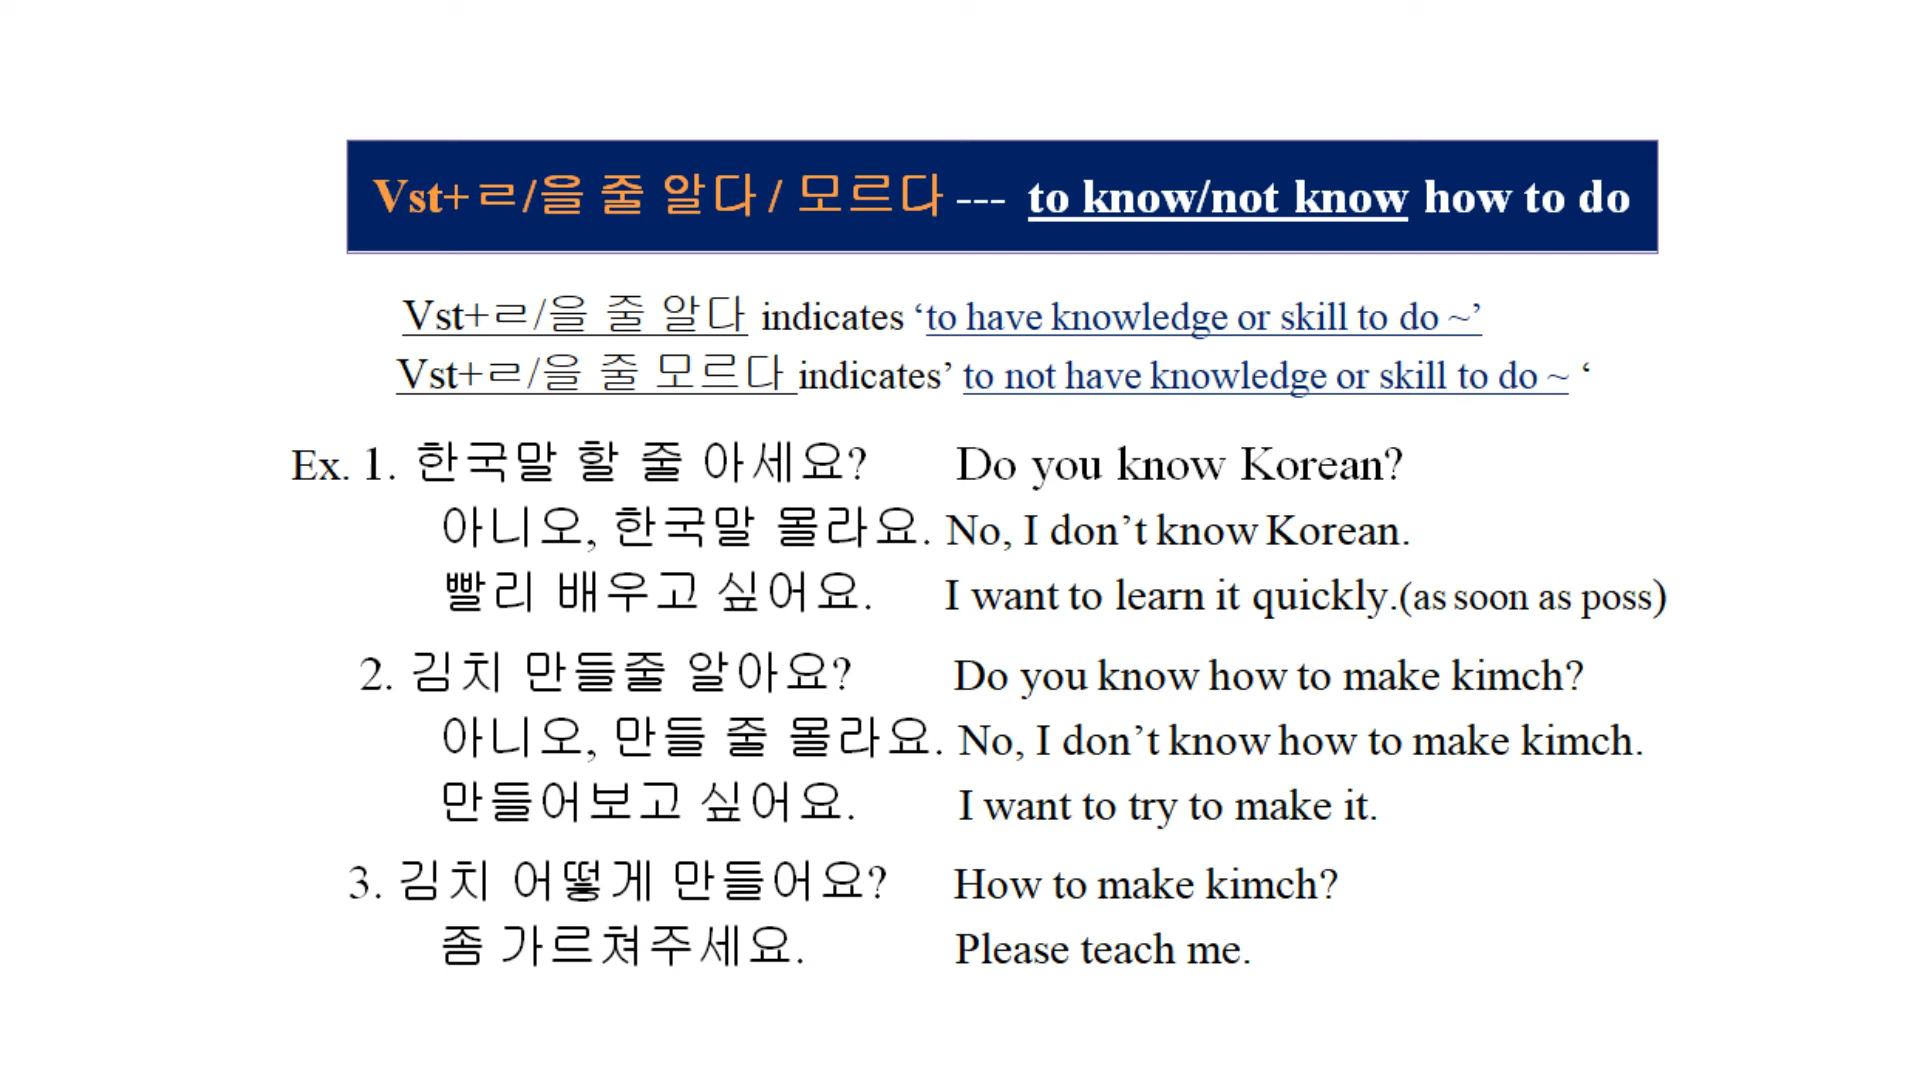 Vst+ㄹ/을 줄 알다 / 모르다 --- to know/not know how to do
Vst+ㄹ/을 줄 알다 indicates ‘to have knowledge or skill to do ~’
Vst+ㄹ/을 줄 모르다 indicates’ to not have knowledge or skill to do ~ ‘
Ex. 1. 한국말 할 줄 아세요? Do you know Korean?
아니오, 한국말 몰라요. No, I don’t know Korean.
빨리 배우고 싶어요. I want to learn it quickly.(as soon as poss)
2. 김치 만들줄 알아요? Do you know how to make kimch?
아니오, 만들 줄 몰라요. No, I don’t know how to make kimch.
만들어보고 싶어요. I want to try to make it.
3. 김치 어떻게 만들어요? How to make kimch?
좀 가르쳐주세요. Please teach me.